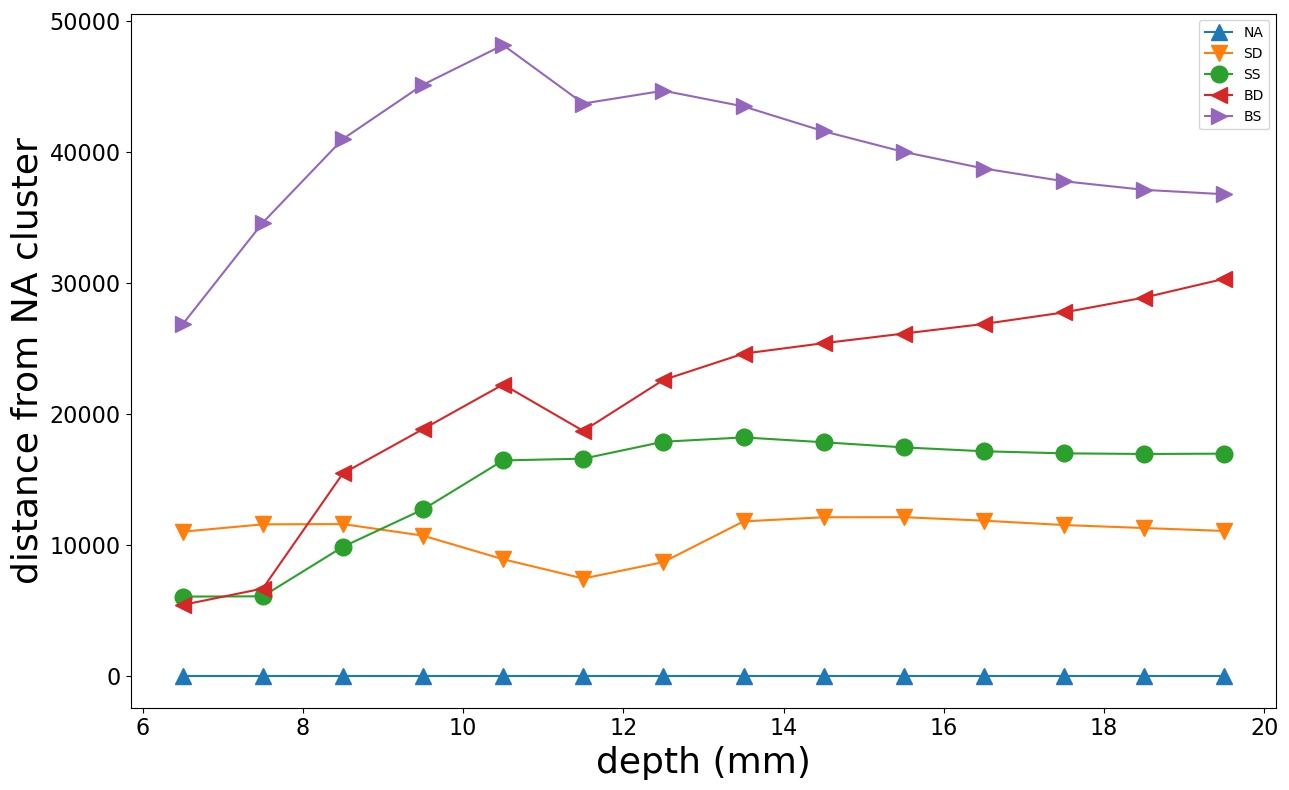 50000
40000
30000
20000
10000
0
distance from NA cluster
6 8 10 12 14 16 18 20
depth (mm)
NA
SD
SS
BD
BS